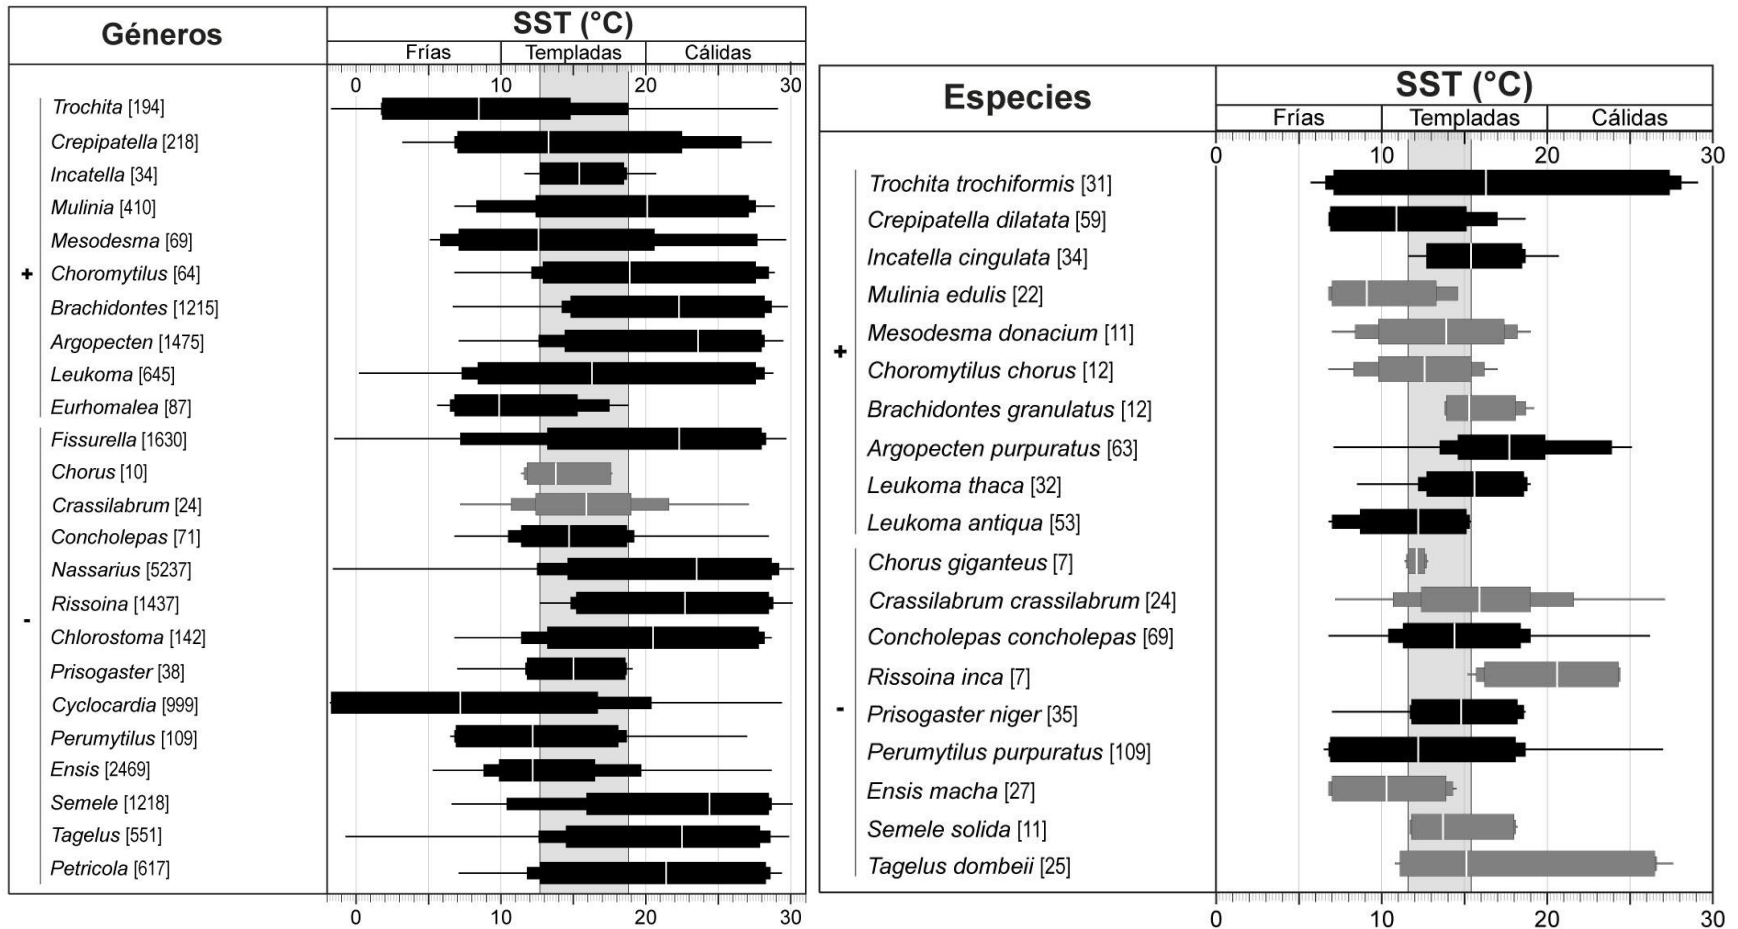 Géneros
SST (°C)
Frías
Templadas
Cálidas
0
10
20
30
Trochita [194]
Crepipatella [218]
Incatella [34]
Mulinia [410]
Mesodesma [69]
+
Choromytilus [64]
Brachidontes [1215]
Argopecten [1475]
Leukoma [645]
Eurhomalea [87]
Fissurella [1630]
Chorus [10]
Crassilabrum [24]
Concholepas [71]
Nassarius [5237]
Rissoina [1437]
-
Chlorostoma [142]
Prisogaster [38]
Cyclocardia [999]
Perumytilus [109]
Ensis [2469]
Semele [1218]
Tagelus [551]
Petricola [617]
0
10
20
30
Especies
SST (°C)
Frías
Templadas
Cálidas
0
10
20
30
Trochita trochiformis [31]
Crepipatella dilatata [59]
Incatella cingulata [34]
Mulinia edulis [22]
Mesodesma donacium [11]
+
Choromytilus chorus [12]
Brachidontes granulatus [12]
Argopecten purpuratus [63]
Leukoma thaca [32]
Leukoma antiqua [53]
Chorus giganteus [7]
Crassilabrum crassilabrum [24]
Concholepas concholepas [69]
Rissoina inca [7]
-
Prisogaster niger [35]
Perumytilus purpuratus [109]
Ensis macha [27]
Semele solida [11]
Tagelus dombeii [25]
0
10
20
30